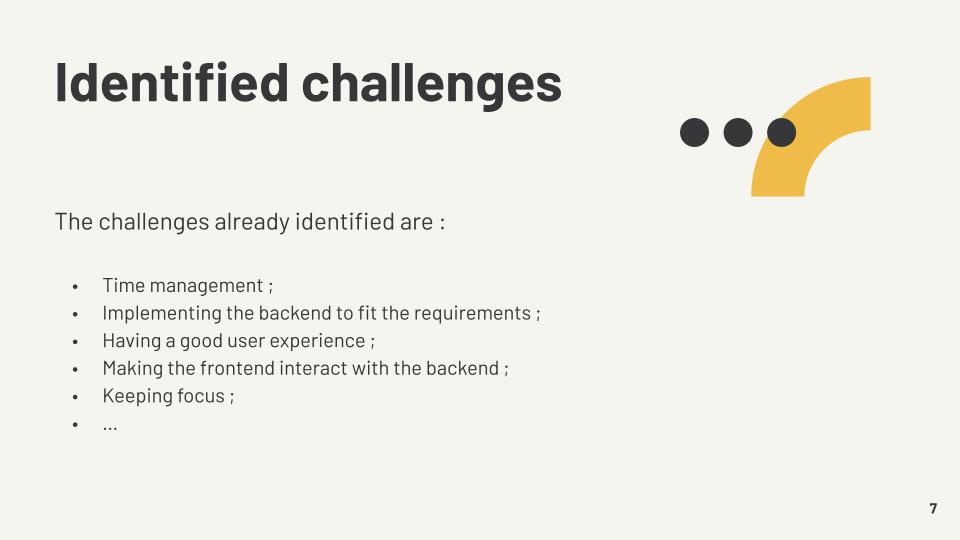 Identified challenges
The challenges already identified are :
• Time management ;
• Implementing the backend to fit the requirements ;
• Having a good user experience ;
• Making the frontend interact with the backend ;
• Keeping focus ;
• ...
7